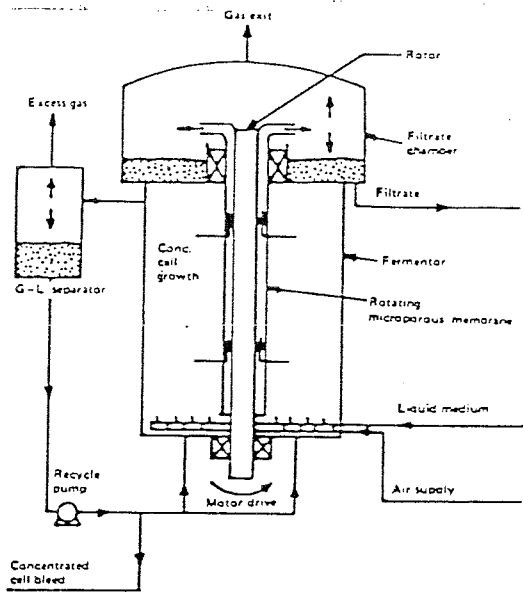 Gas exit
Rotor
Excess gas
Filtrate
chamber
Filtrate
Conc.
cell
growth
Fermentor
G-L separator
Rotating
microporous membrane
Liquid medium
Recycle
pump
Motor drive
Air supply
Concentrated
cell bleed